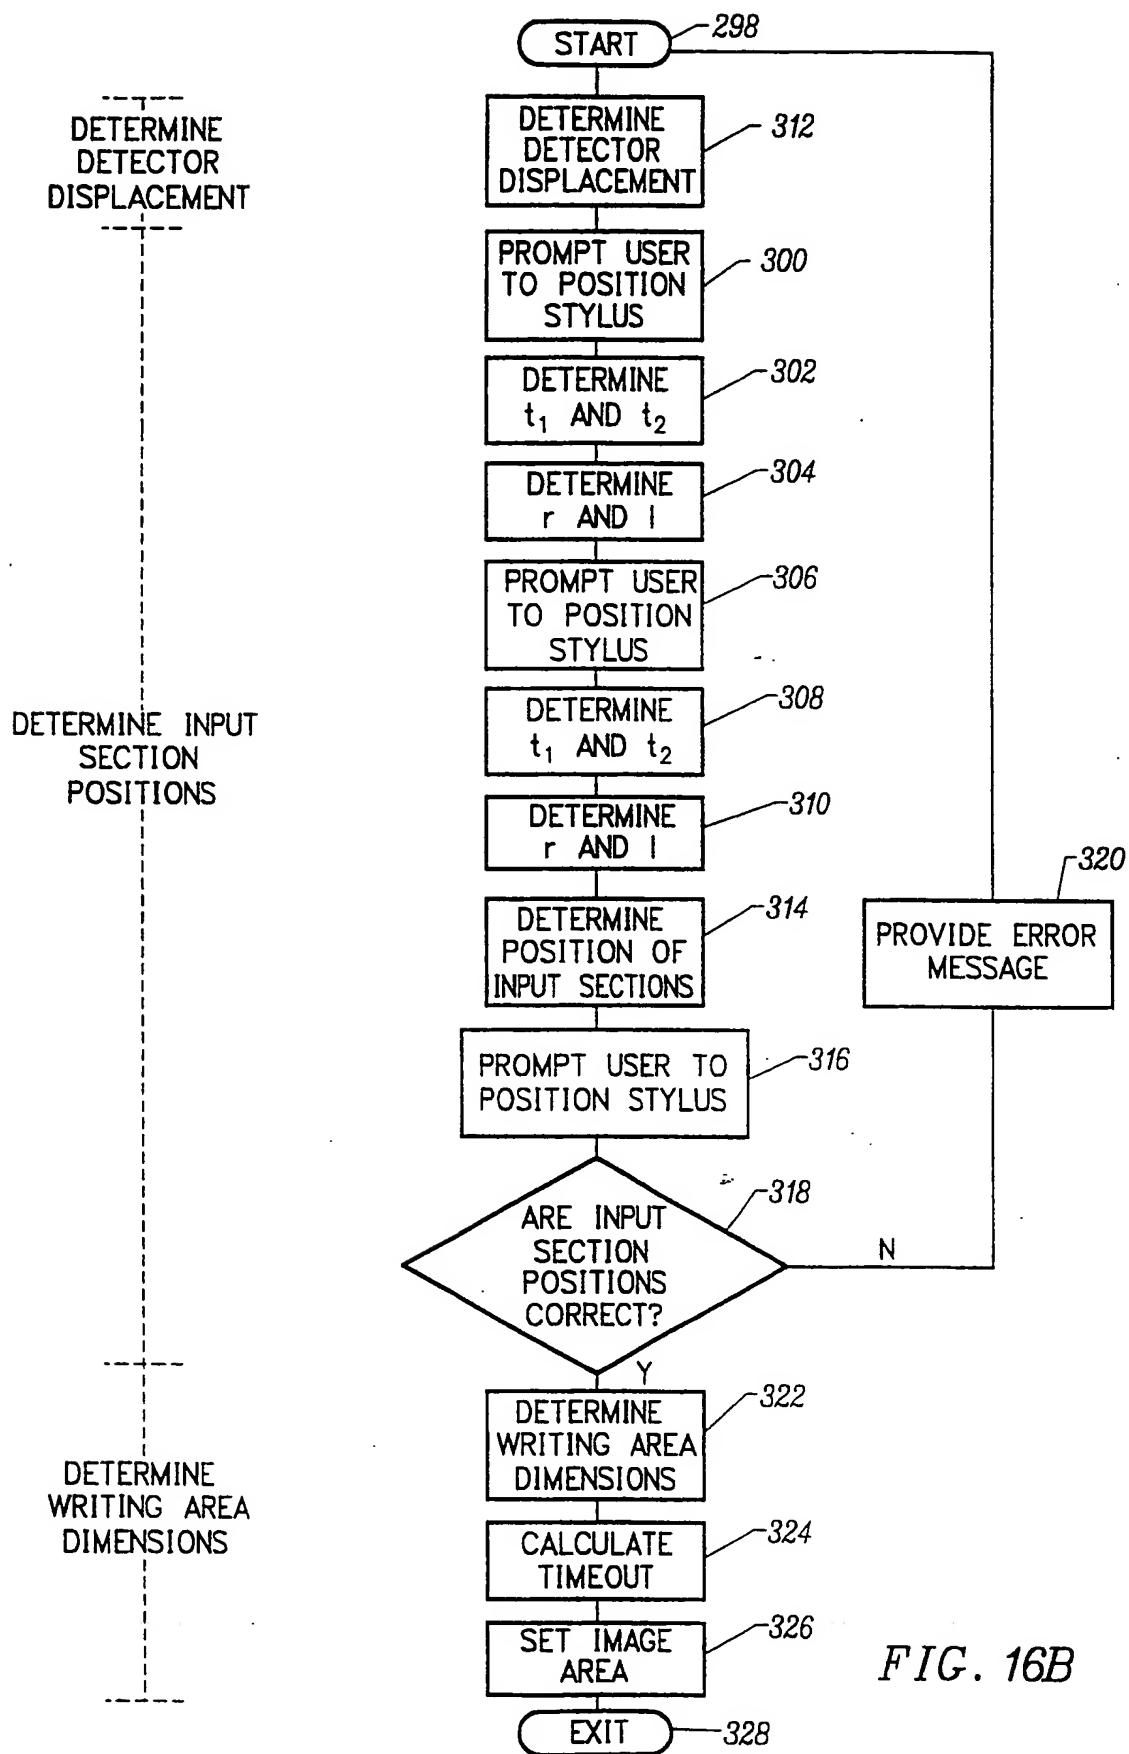 START
298
DETERMINE
DETECTOR
DISPLACEMENT
DETERMINE
DETECTOR
DISPLACEMENT
312
PROMPT USER
TO POSITION
STYLUS
300
DETERMINE
t₁ AND t₂
302
DETERMINE
r AND l
304
PROMPT USER
TO POSITION
STYLUS
306
DETERMINE INPUT
SECTION
POSITIONS
DETERMINE
t₁ AND t₂
308
DETERMINE
r AND l
310
DETERMINE
POSITION OF
INPUT SECTIONS
314
PROVIDE ERROR
MESSAGE
320
PROMPT USER TO
POSITION STYLUS
316
ARE INPUT
SECTION
POSITIONS
CORRECT?
318
N
Y
DETERMINE
WRITING AREA
DIMENSIONS
322
DETERMINE
WRITING AREA
DIMENSIONS
CALCULATE
TIMEOUT
324
SET IMAGE
AREA
326
EXIT
328
FIG. 16B